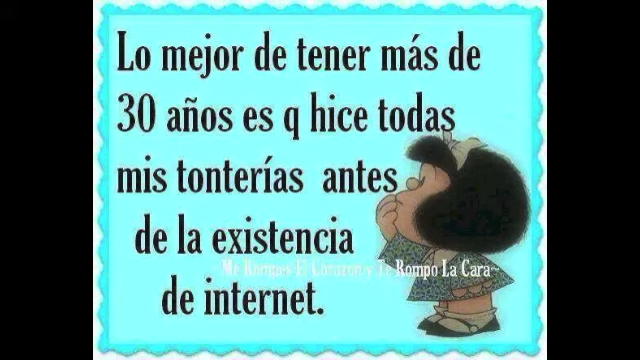 Lo mejor de tener más de
30 años es q hice todas
mis tonterías antes
de la existencia
Me Rompes El Corazon y Te Rompo La Cara~
de internet.